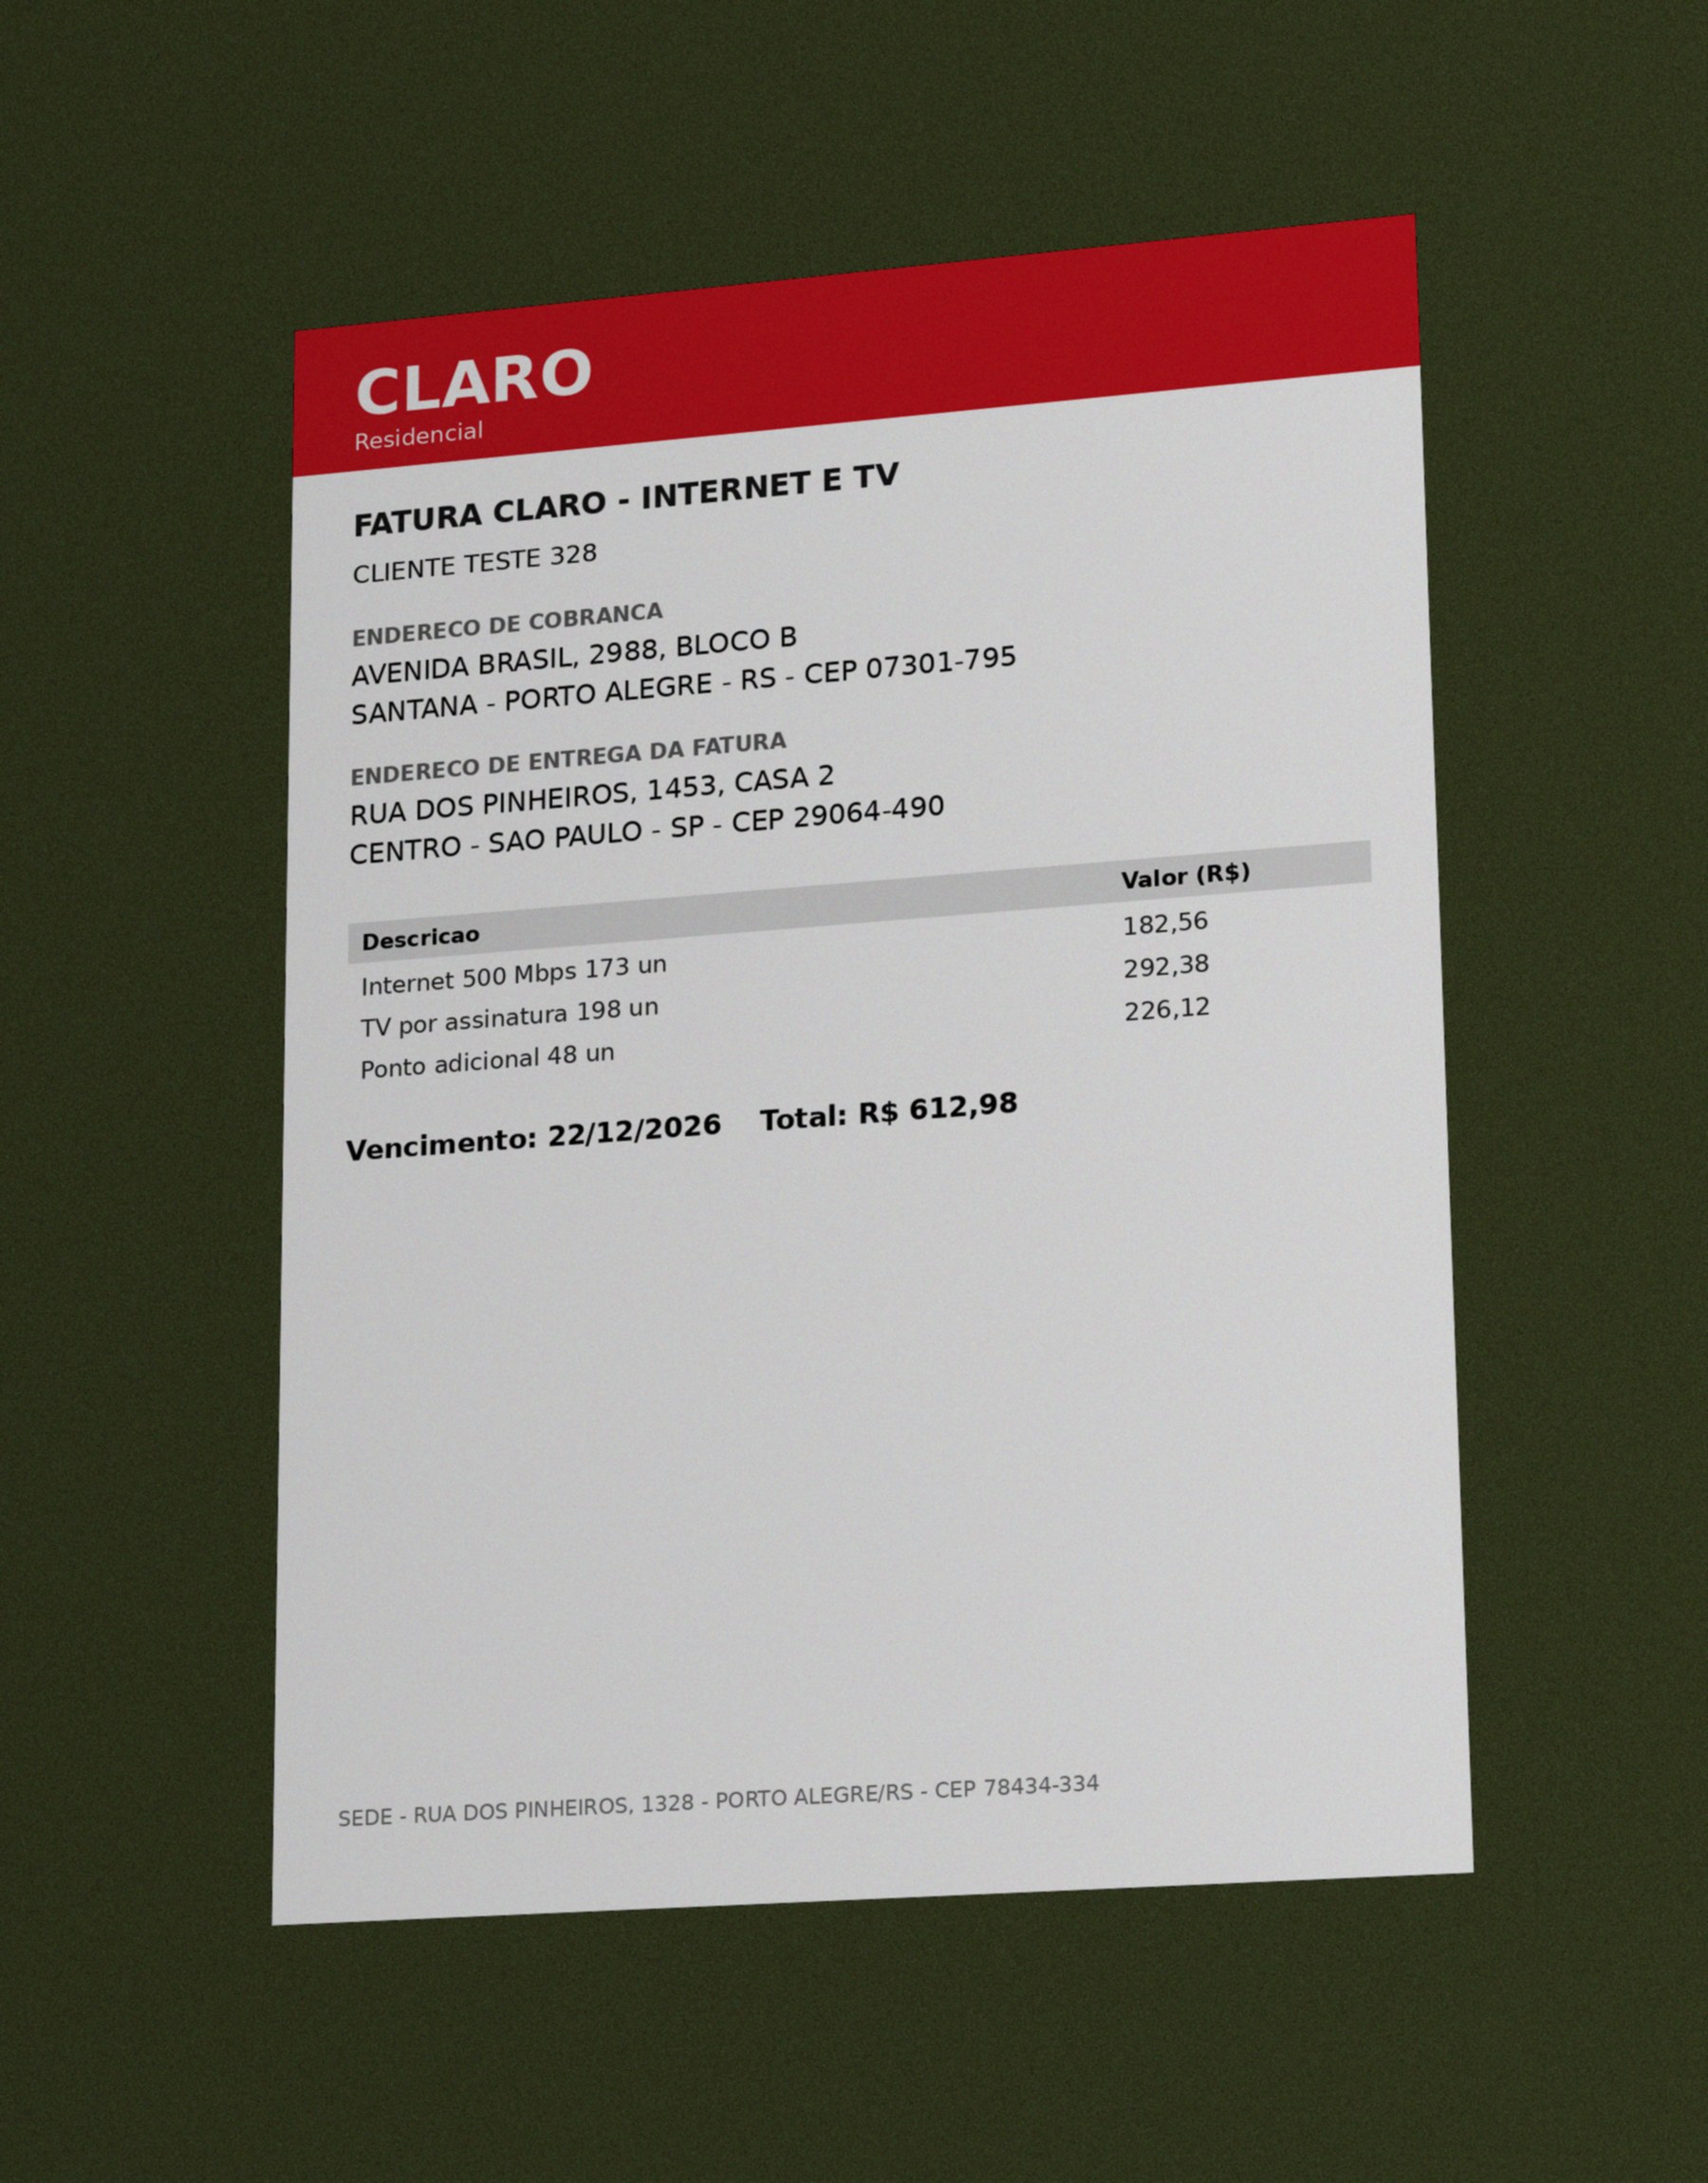 CLARO
Residencial
FATURA CLARO - INTERNET E TV
CLIENTE TESTE 328
ENDERECO DE COBRANCA
AVENIDA BRASIL, 2988, BLOCO B
SANTANA - PORTO ALEGRE - RS - CEP 07301-795
ENDERECO DE ENTREGA DA FATURA
RUA DOS PINHEIROS, 1453, CASA 2
CENTRO - SAO PAULO - SP - CEP 29064-490
Descricao Valor (R$)
Internet 500 Mbps 173 un 182,56
TV por assinatura 198 un 292,38
Ponto adicional 48 un 226,12
Vencimento: 22/12/2026 Total: R$ 612,98
SEDE - RUA DOS PINHEIROS, 1328 - PORTO ALEGRE/RS - CEP 78434-334